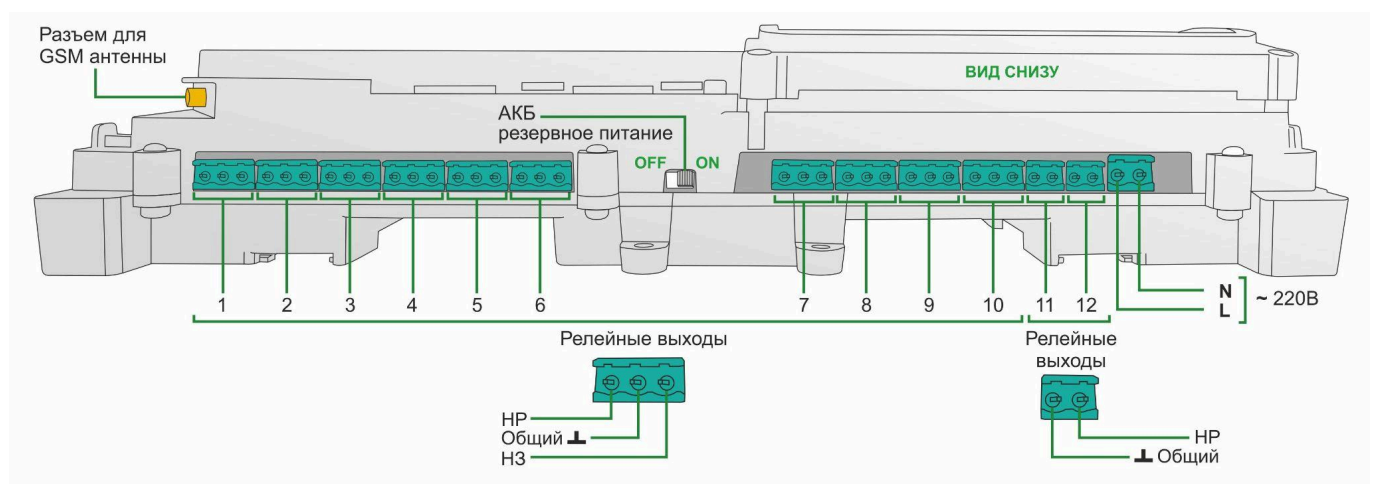 Разъем для
GSM антенны
ВИД СНИЗУ
АКБ
резервное питание
OFF ON
1 2 3 4 5 6 7 8 9 10 11 12
N
L
~ 220В
Релейные выходы
Релейные
выходы
НР
Общий
НЗ
НР
Общий